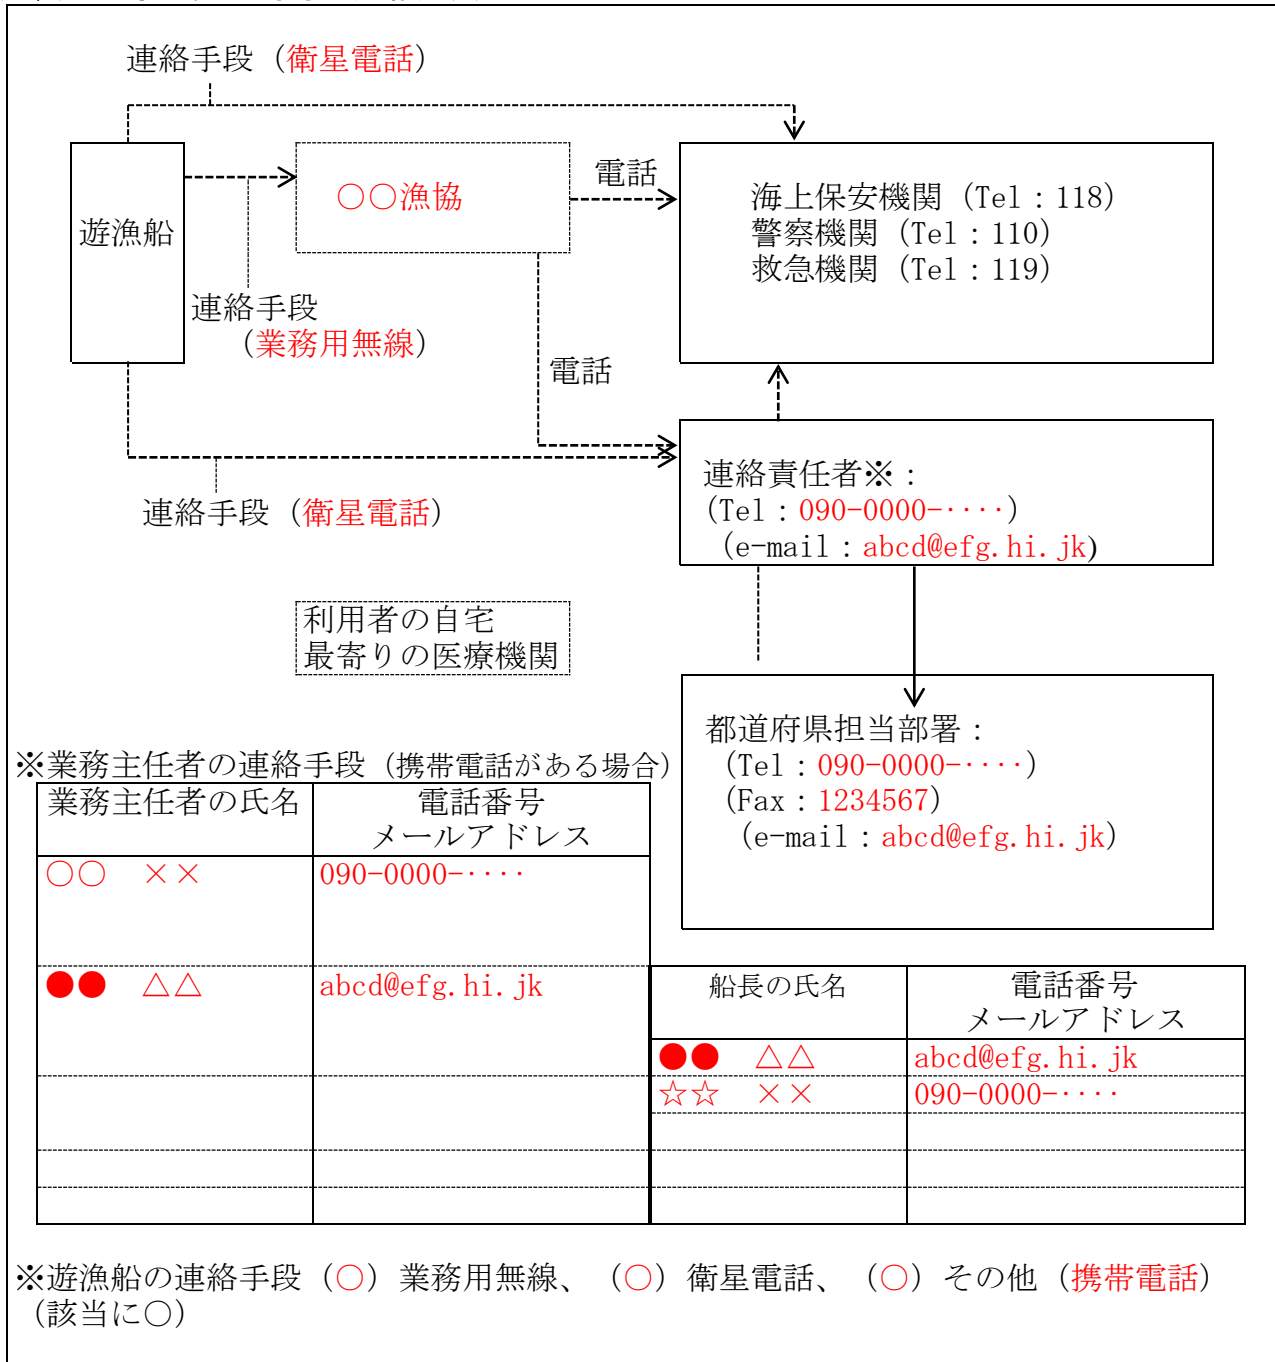 連絡手段（衛星電話）
遊漁船
○○漁協
電話
海上保安機関（Tel：118）
警察機関（Tel：110）
救急機関（Tel：119）
連絡手段
（業務用無線）
電話
連絡責任者※：
（Tel：090-0000-‥‥）
（e-mail：abcd@efg.hi.jk）
連絡手段（衛星電話）
利用者の自宅
最寄りの医療機関
都道府県担当部署：
（Tel：090-0000-‥‥）
（Fax：1234567）
（e-mail：abcd@efg.hi.jk）
※業務主任者の連絡手段（携帯電話がある場合）
業務主任者の氏名 電話番号
メールアドレス
○○　×× 090-0000-‥‥
●●　△△ abcd@efg.hi.jk
船長の氏名 電話番号
メールアドレス
●●　△△ abcd@efg.hi.jk
☆☆　×× 090-0000-‥‥
※遊漁船の連絡手段（○）業務用無線、（○）衛星電話、（○）その他（携帯電話）
（該当に○）